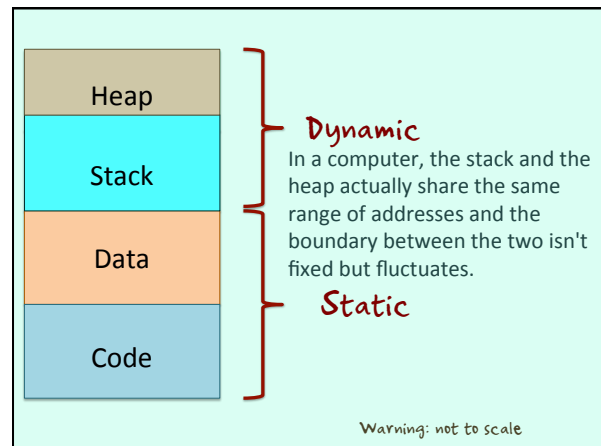 Heap
Stack
Data
Code
Dynamic
In a computer, the stack and the
heap actually share the same
range of addresses and the
boundary between the two isn't
fixed but fluctuates.
Static
Warning: not to scale